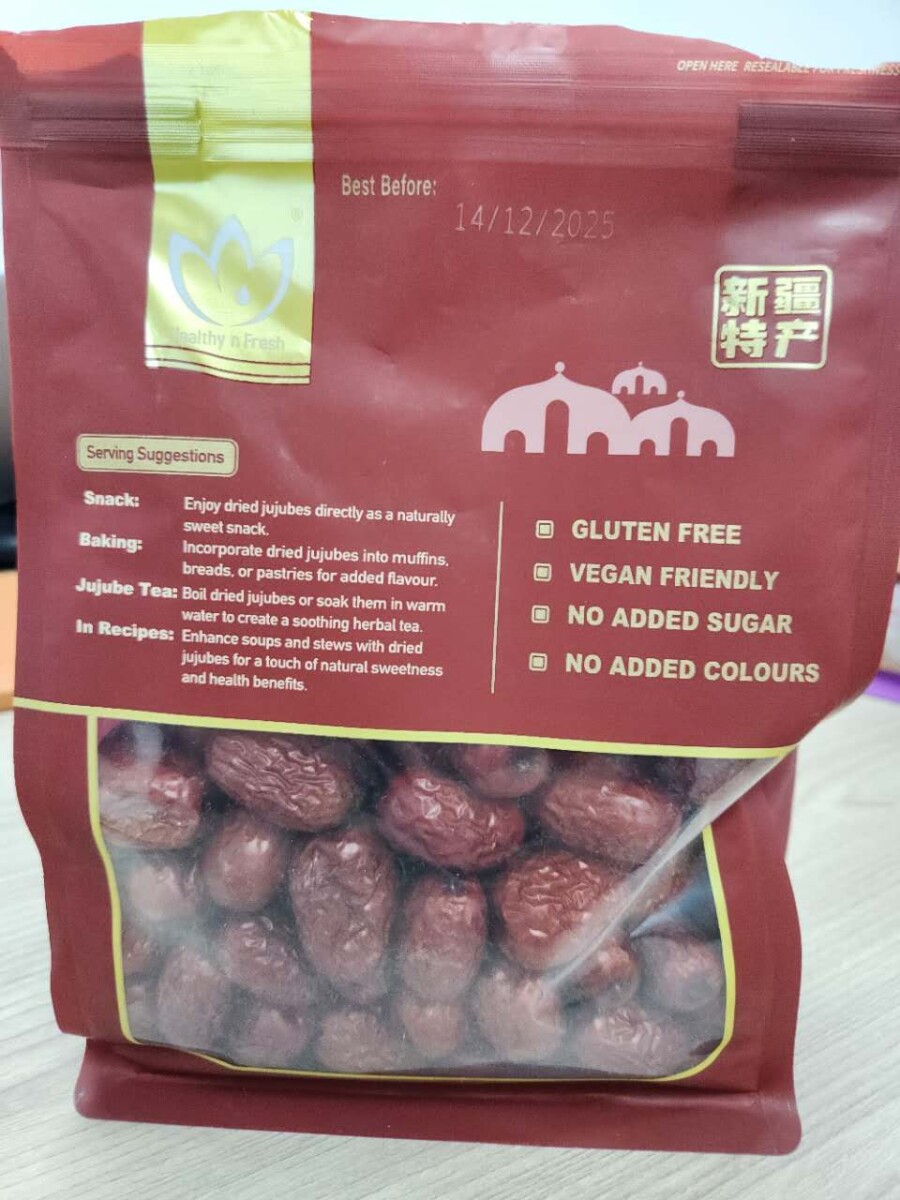 OPEN HERE RESEALABLE FOR FRESHNESS
Best Before:
14/12/2025
®
Healthy n Fresh
新疆
特产
Serving Suggestions
Snack: Enjoy dried jujubes directly as a naturally
sweet snack.
Baking: Incorporate dried jujubes into muffins,
breads, or pastries for added flavour.
Jujube Tea: Boil dried jujubes or soak them in warm
water to create a soothing herbal tea.
In Recipes: Enhance soups and stews with dried
jujubes for a touch of natural sweetness
and health benefits.
GLUTEN FREE
VEGAN FRIENDLY
NO ADDED SUGAR
NO ADDED COLOURS